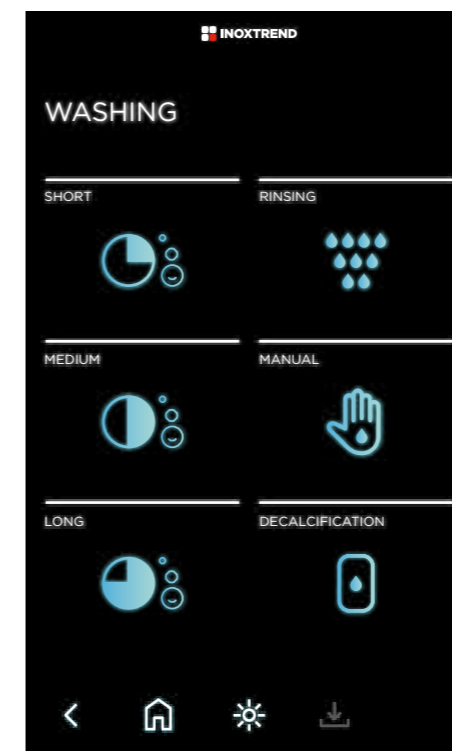 INOXTREND
WASHING
SHORT
RINSING
MEDIUM
MANUAL
LONG
DECALCIFICATION